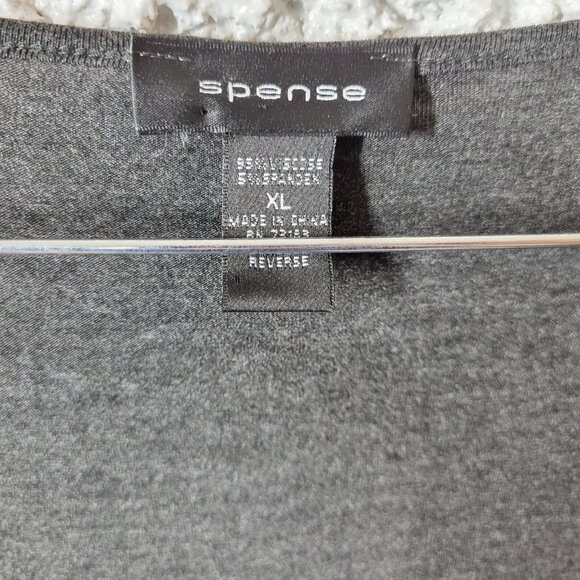 spense
95% VISCOSE
5% SPANDEX
XL
MADE IN CHINA
REVERSE